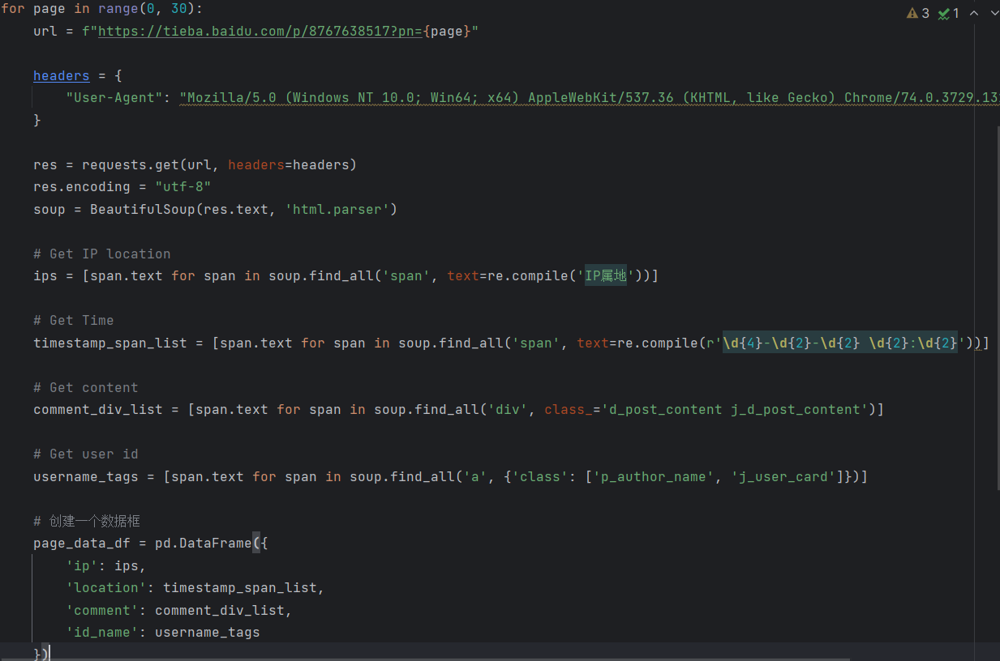 for page in range(0, 30):
3 1
url = f"https://tieba.baidu.com/p/8767638517?pn={page}"
headers = {
"User-Agent": "Mozilla/5.0 (Windows NT 10.0; Win64; x64) AppleWebKit/537.36 (KHTML, like Gecko) Chrome/74.0.3729.13
}
res = requests.get(url, headers=headers)
res.encoding = "utf-8"
soup = BeautifulSoup(res.text, 'html.parser')
# Get IP location
ips = [span.text for span in soup.find_all('span', text=re.compile('IP属地'))]
# Get Time
timestamp_span_list = [span.text for span in soup.find_all('span', text=re.compile(r'\d{4}-\d{2}-\d{2} \d{2}:\d{2}'))]
# Get content
comment_div_list = [span.text for span in soup.find_all('div', class_='d_post_content j_d_post_content')]
# Get user id
username_tags = [span.text for span in soup.find_all('a', {'class': ['p_author_name', 'j_user_card']})]
# 创建一个数据框
page_data_df = pd.DataFrame({
'ip': ips,
'location': timestamp_span_list,
'comment': comment_div_list,
'id_name': username_tags
})